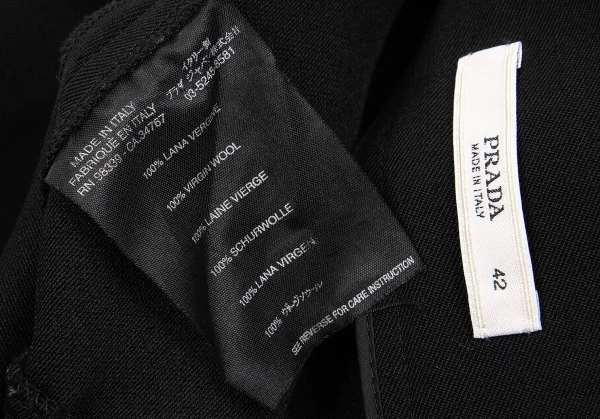 イタリー製
プラダ ジャパン株式会社
03-5245-8581
MADE IN ITALY
FABRIQUE EN ITALY
RN 98339 - CA.34767
100% LANA VERGINE
100% VIRGIN WOOL
100% LAINE VIERGE
100% SCHURWOLLE
100% LANA VIRGEN
100%
SEE REVERSE FOR CARE INSTRUCTION
PRADA
MADE IN ITALY
42